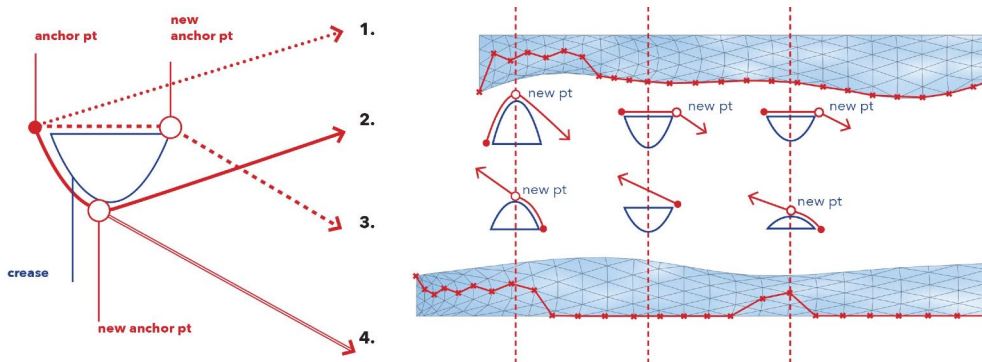 anchor pt
new
anchor pt
1.
2.
3.
4.
crease
new anchor pt
new pt
new pt
new pt
new pt
new pt